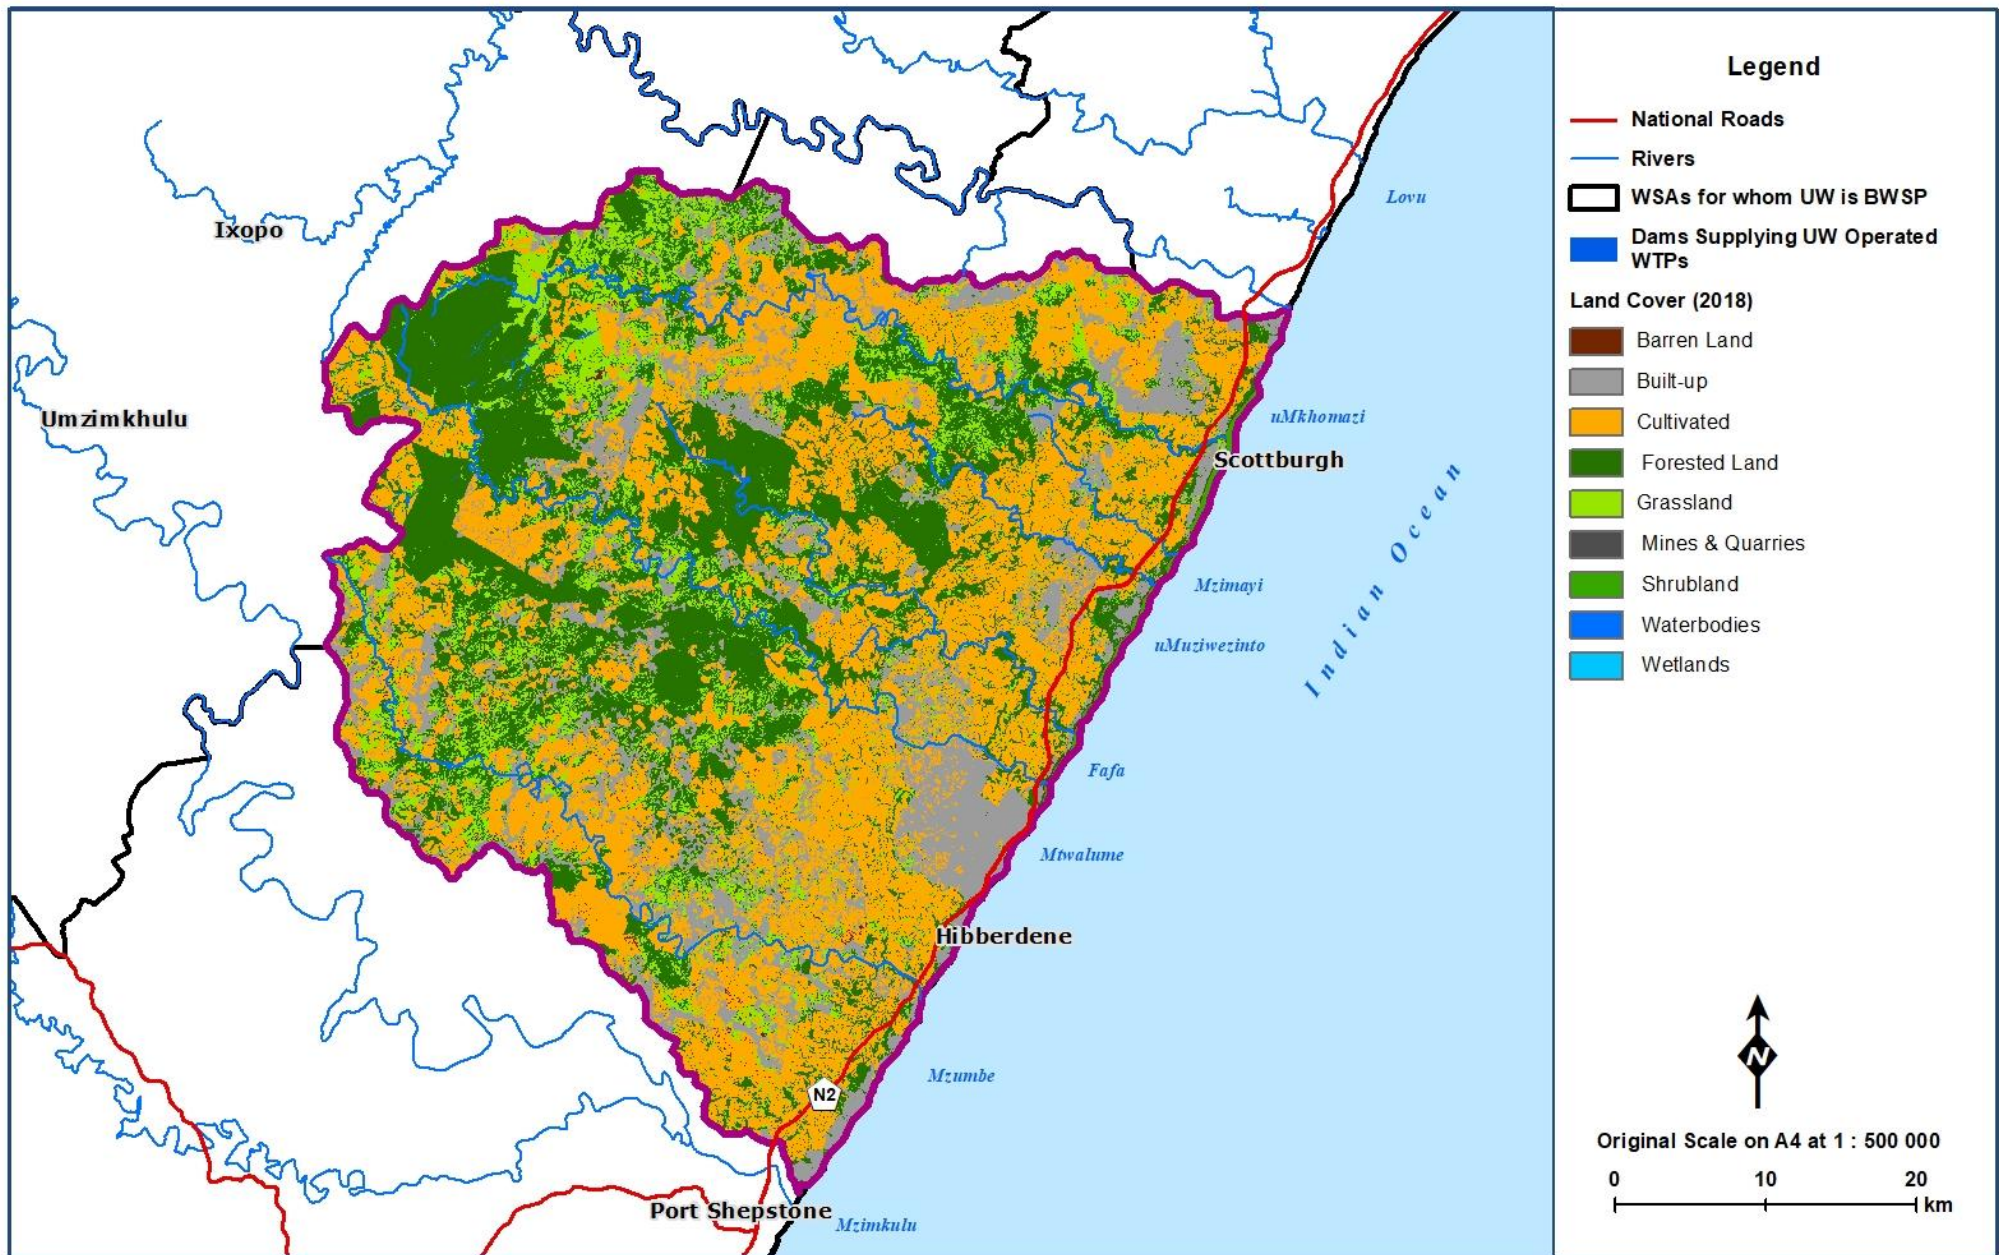 Ixopo
Umzimkhulu
Lovu
uMkhomazi
Scottburgh
Mzimayi
uMuziwezinto
Indian Ocean
Fafa
Mtwalume
Hibberdene
Mzumbe
N2
Port Shepstone
Mzimkulu
Legend
National Roads
Rivers
WSAs for whom UW is BWSP
Dams Supplying UW Operated
WTPs
Land Cover (2018)
Barren Land
Built-up
Cultivated
Forested Land
Grassland
Mines & Quarries
Shrubland
Waterbodies
Wetlands
N
Original Scale on A4 at 1 : 500 000
0 10 20
km